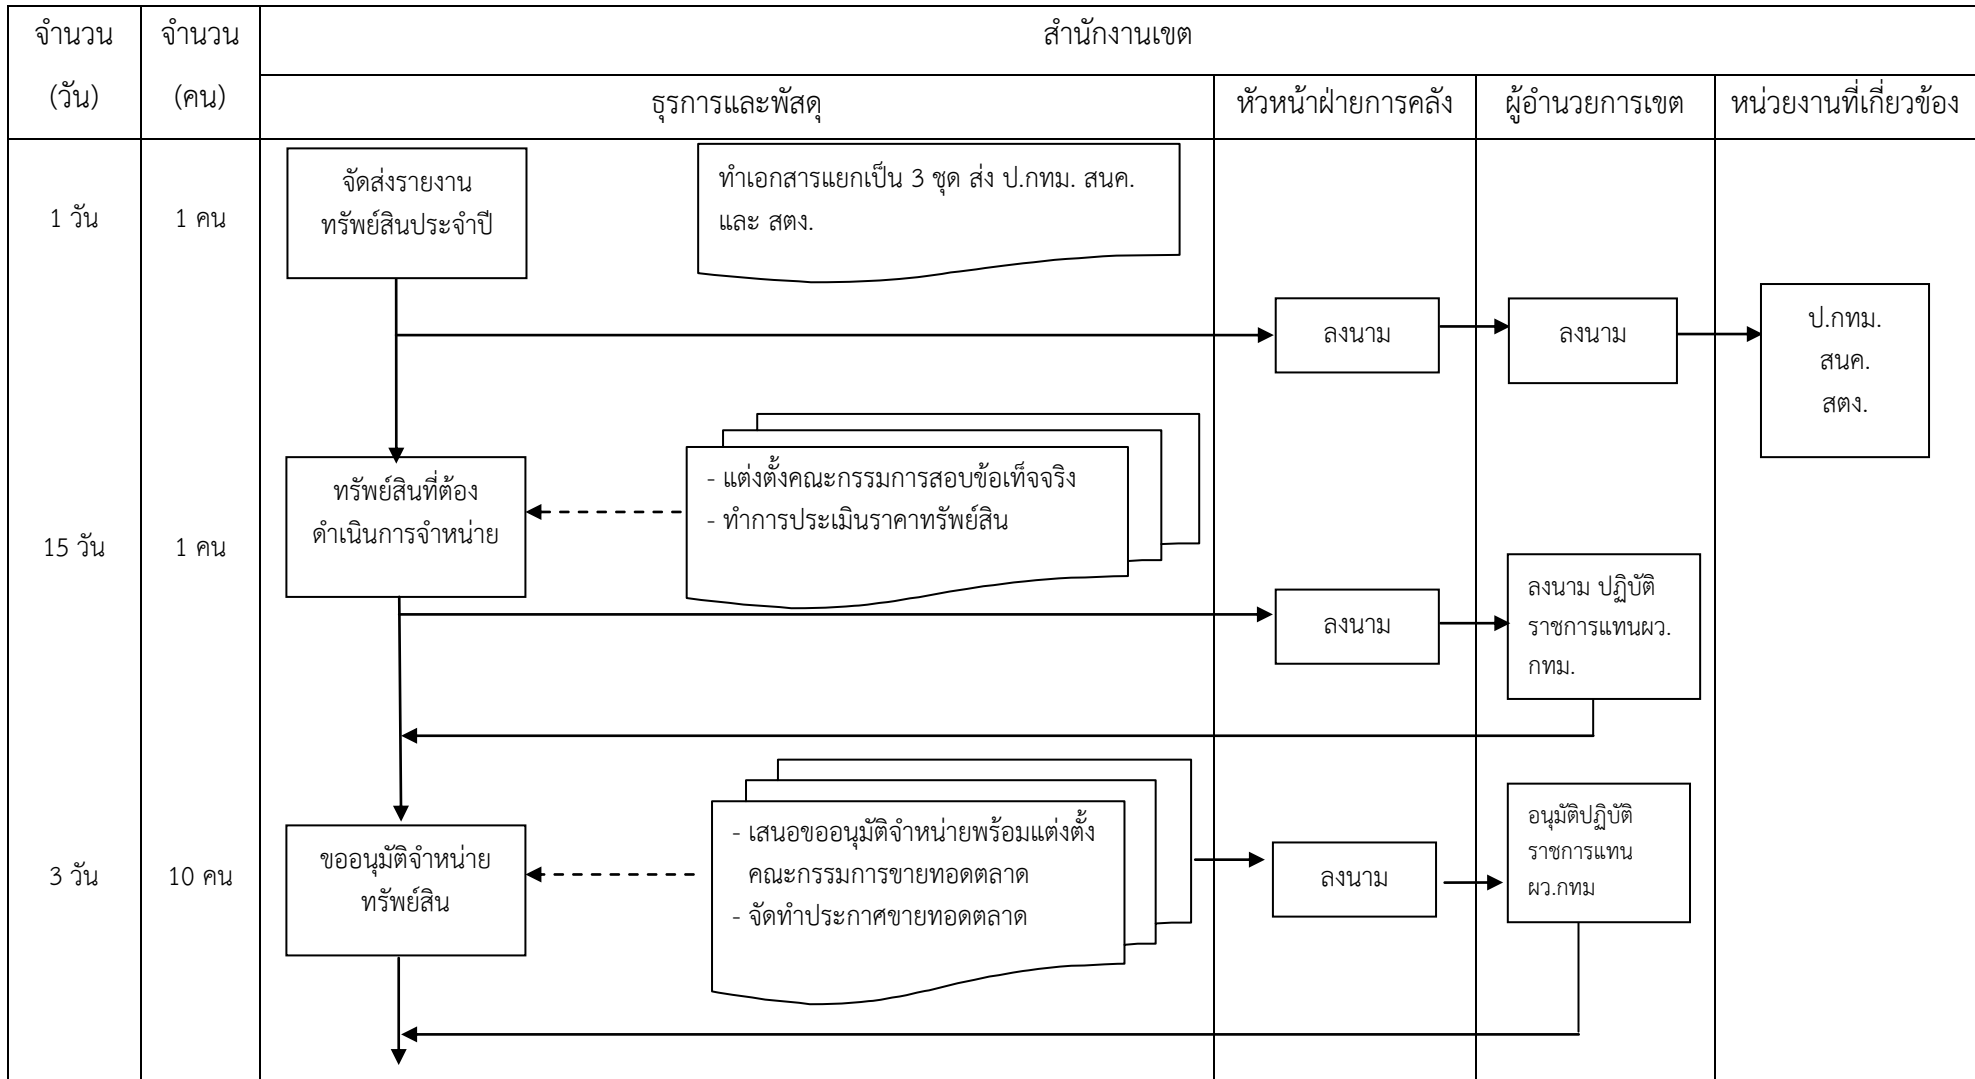 จำนวน
(วัน)
จำนวน
(คน)
สำนักงานเขต
ธุรการและพัสดุ
หัวหน้าฝ่ายการคลัง
ผู้อำนวยการเขต
หน่วยงานที่เกี่ยวข้อง
1 วัน
1 คน
จัดส่งรายงาน
ทรัพย์สินประจำปี
ทำเอกสารแยกเป็น 3 ชุด ส่ง ป.กทม. สนค.
และ สตง.
ลงนาม
ลงนาม
ป.กทม.
สนค.
สตง.
15 วัน
1 คน
ทรัพย์สินที่ต้อง
ดำเนินการจำหน่าย
- แต่งตั้งคณะกรรมการสอบข้อเท็จจริง
- ทำการประเมินราคาทรัพย์สิน
ลงนาม
ลงนาม ปฏิบัติ
ราชการแทนผว.
กทม.
3 วัน
10 คน
ขออนุมัติจำหน่าย
ทรัพย์สิน
- เสนอขออนุมัติจำหน่ายพร้อมแต่งตั้ง
คณะกรรมการขายทอดตลาด
- จัดทำประกาศขายทอดตลาด
ลงนาม
อนุมัติปฏิบัติ
ราชการแทน
ผว.กทม